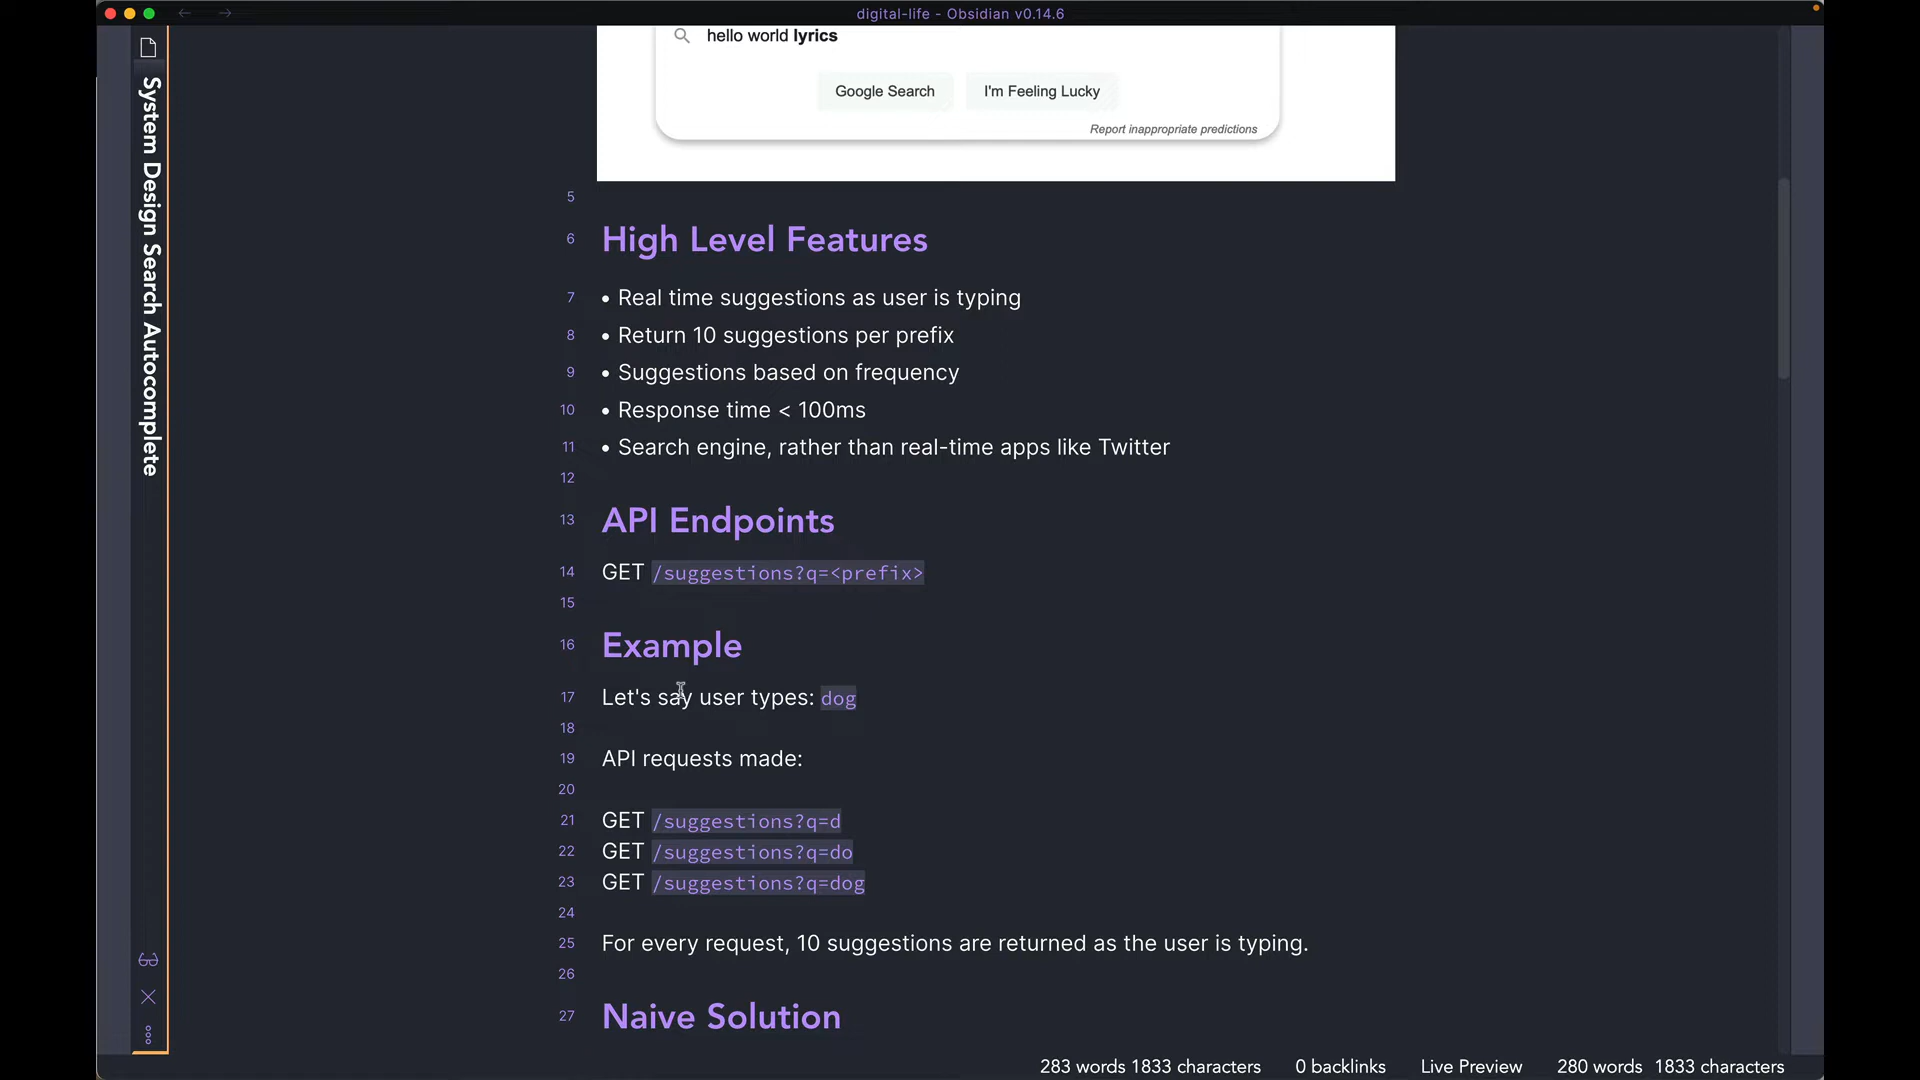 digital-life - Obsidian v0.14.6
System Design Search Autocomplete
hello world lyrics
Google Search
I'm Feeling Lucky
Report inappropriate predictions
5
6 High Level Features
7 • Real time suggestions as user is typing
8 • Return 10 suggestions per prefix
9 • Suggestions based on frequency
10 • Response time < 100ms
11 • Search engine, rather than real-time apps like Twitter
12
13 API Endpoints
14 GET /suggestions?q=<prefix>
15
16 Example
17 Let's say user types: dog
18
19 API requests made:
20
21 GET /suggestions?q=d
22 GET /suggestions?q=do
23 GET /suggestions?q=dog
24
25 For every request, 10 suggestions are returned as the user is typing.
26
27 Naive Solution
283 words 1833 characters 0 backlinks Live Preview 280 words 1833 characters